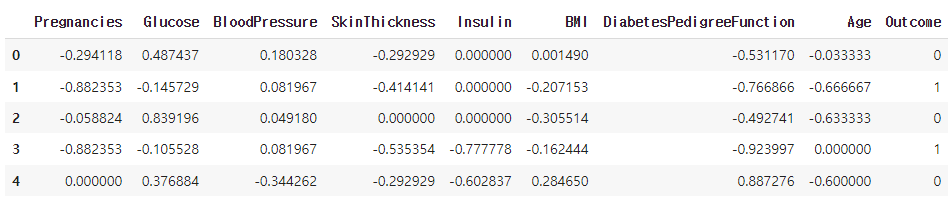 Pregnancies Glucose BloodPressure SkinThickness Insulin BMI DiabetesPedigreeFunction Age Outcome
0 -0.294118 0.487437 0.180328 -0.292929 0.000000 0.001490 -0.531170 -0.033333 0
1 -0.882353 -0.145729 0.081967 -0.414141 0.000000 -0.207153 -0.766866 -0.666667 1
2 -0.058824 0.839196 0.049180 0.000000 0.000000 -0.305514 -0.492741 -0.633333 0
3 -0.882353 -0.105528 0.081967 -0.535354 -0.777778 -0.162444 -0.923997 0.000000 1
4 0.000000 0.376884 -0.344262 -0.292929 -0.602837 0.284650 0.887276 -0.600000 0